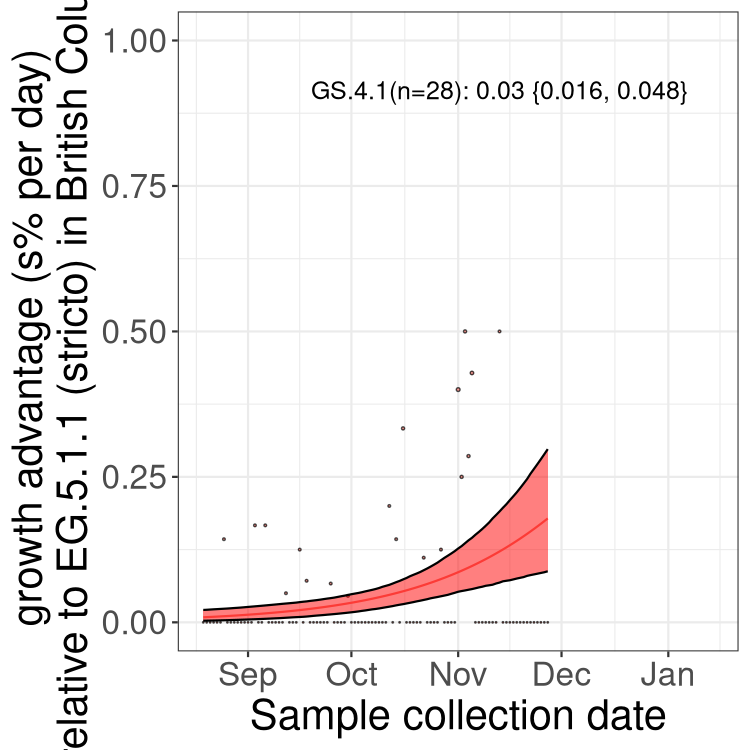 growth advantage (s% per day)
relative to EG.5.1.1 (stricto) in British Colu
1.00
0.75
0.50
0.25
0.00
GS.4.1(n=28): 0.03 {0.016, 0.048}
Sep Oct Nov Dec Jan
Sample collection date